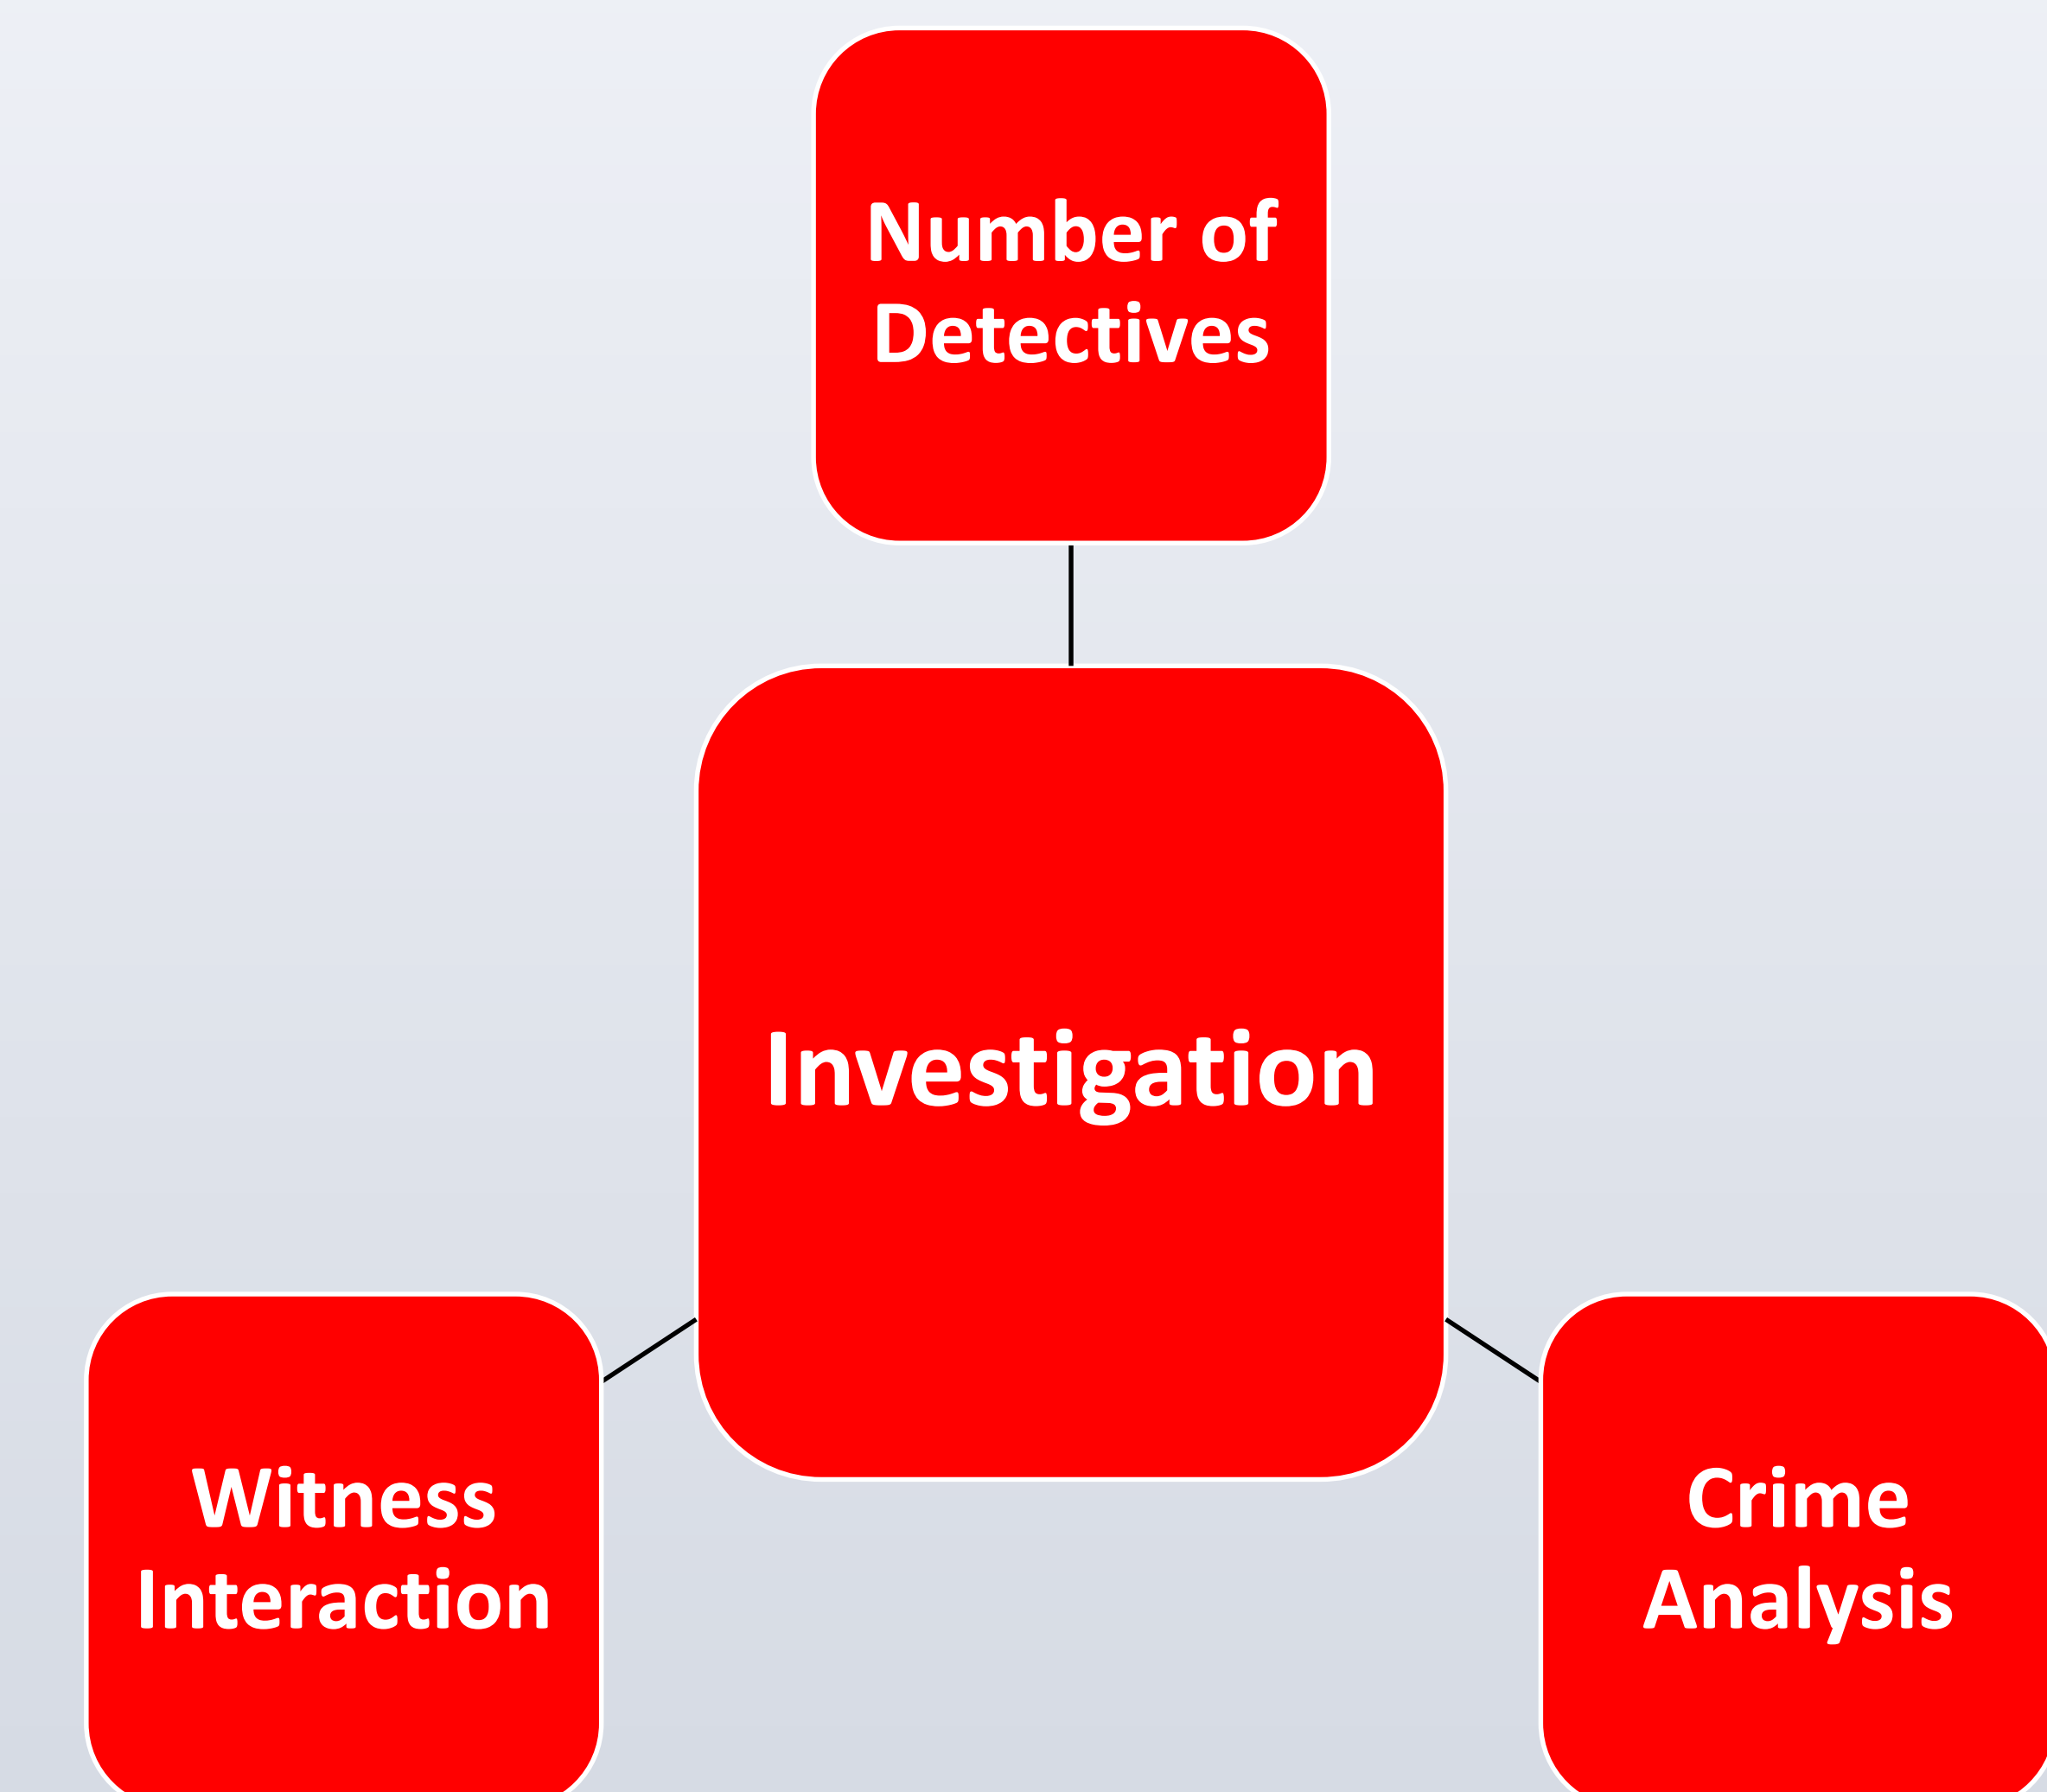 Number of
Detectives
Investigation
Witness
Interaction
Crime
Analysis